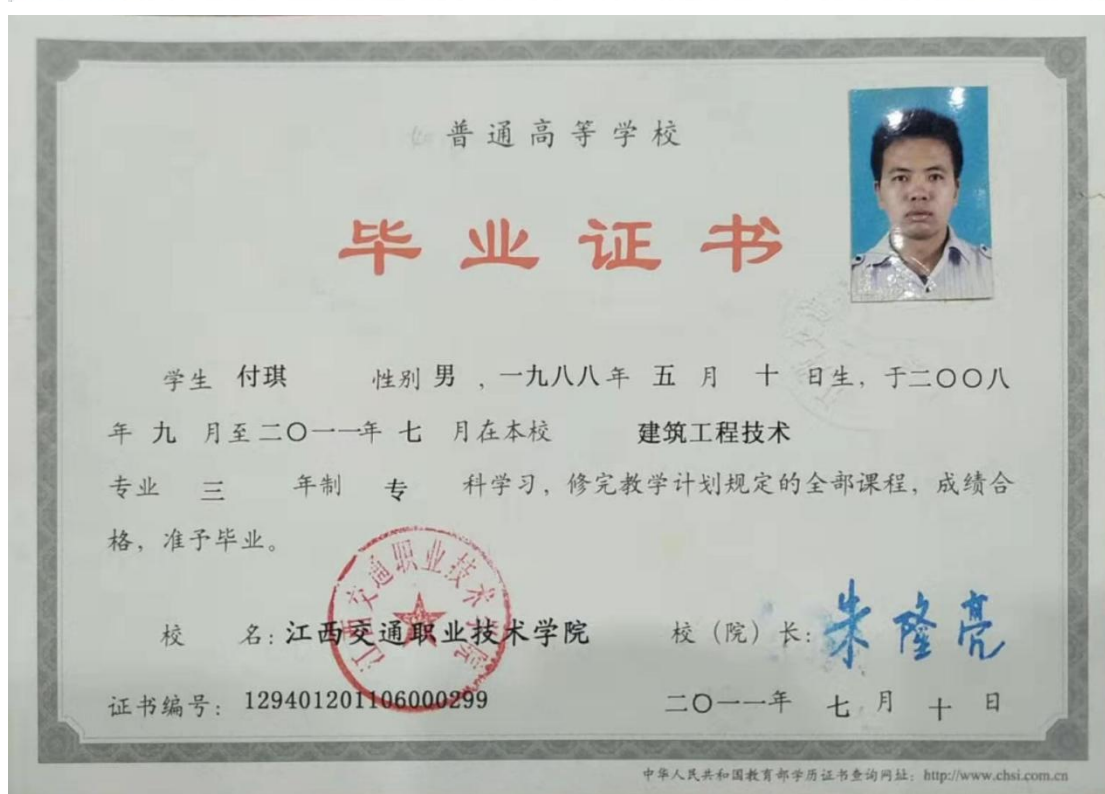 普通高等学校
毕业证书
学生 付琪 性别 男 ,一九八八年 五 月 十 日生,于二〇〇八
年 九 月至二〇一一年 七 月在本校 建筑工程技术
专业 三 年制 专 科学习,修完教学计划规定的全部课程,成绩合
格,准予毕业。
江西交通职业技术学院
校 名:江西交通职业技术学院 校(院)长:朱隆亮
证书编号:129401201106000299 二〇一一年 七 月 十 日
中华人民共和国教育部学历证书查询网址:http://www.chsi.com.cn